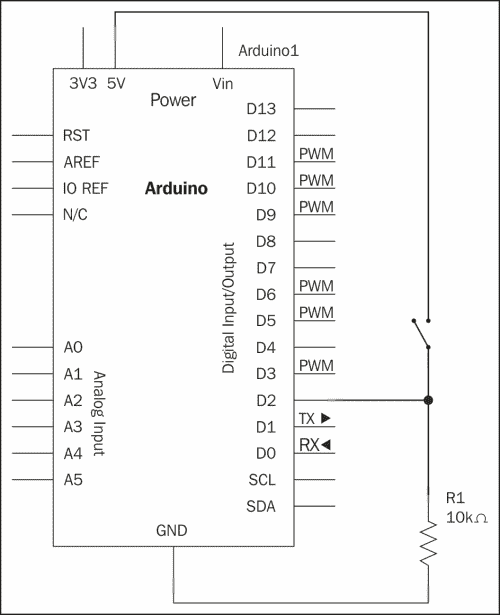 Arduino1
3V3 5V Vin
Power
D13
RST D12
AREF D11 PWM
IO REF Arduino D10 PWM
N/C D9 PWM
D8
D7
Digital Input/Output
D6 PWM
D5 PWM
A0 D4
A1 D3 PWM
Analog Input
A2 D2
A3 D1 TX ▶
A4 D0 RX◀
A5 SCL
SDA
R1
10kΩ
GND